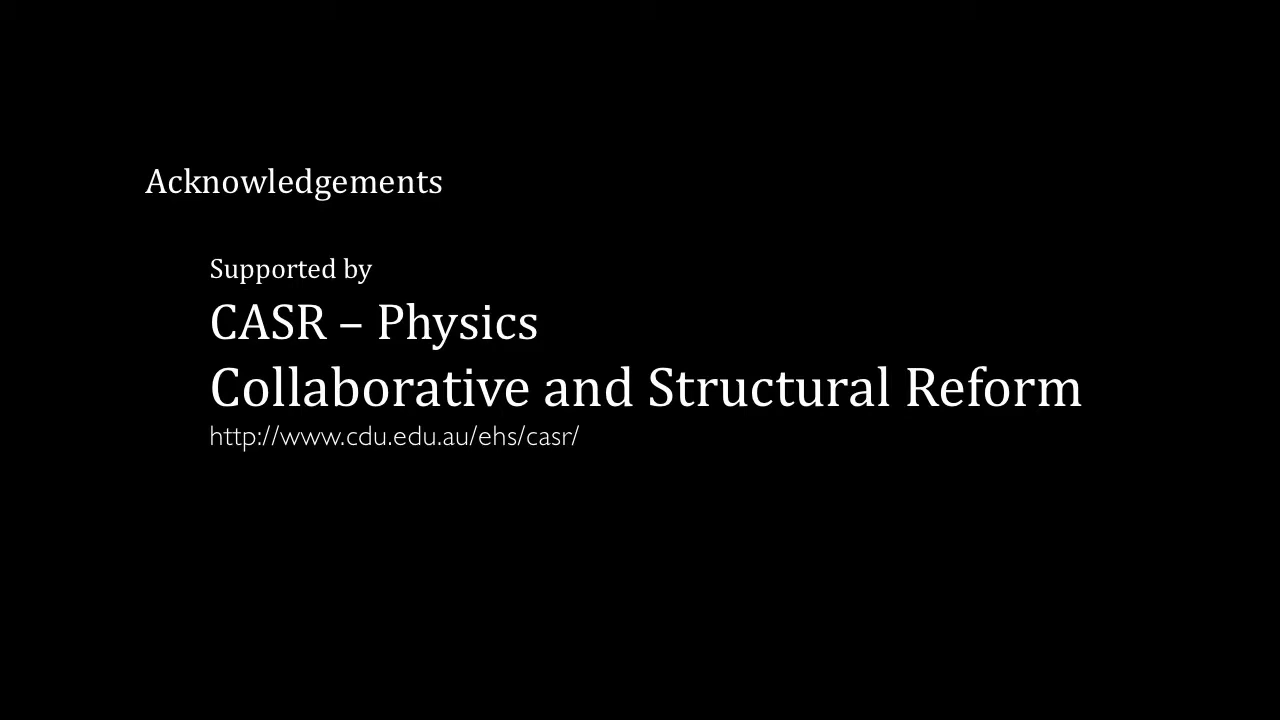 Acknowledgements
Supported by
CASR – Physics
Collaborative and Structural Reform
http://www.cdu.edu.au/ehs/casr/